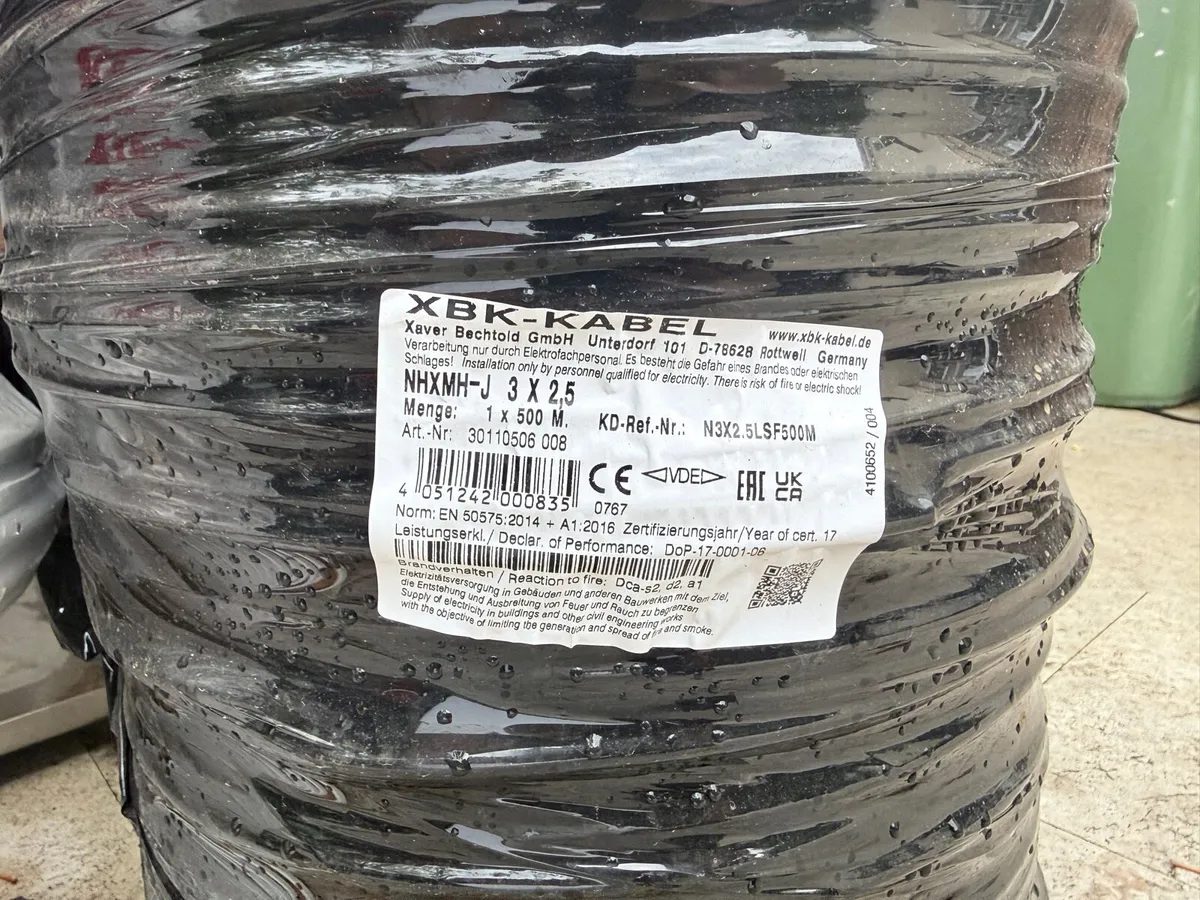 XBK-KABEL
Xaver Bechtold GmbH Unterdorf 101 D-78628 Rottweil Germany www.xbk-kabel.de
Verarbeitung nur durch Elektrofachpersonal. Es besteht die Gefahr eines Brandes oder elektrischen
Schlages! Installation only by personnel qualified for electricity. There is risk of fire or electric shock!
NHXMH-J 3 X 2,5
Menge: 1 x 500 M. KD-Ref.-Nr.: N3X2.5LSF500M
Art.-Nr: 30110506 008
4100652 / 004
CE VDE EAC UK CA
4 051242 000835 0767
Norm: EN 50575:2014 + A1:2016 Zertifizierungsjahr/Year of cert. 17
Leistungserkl./ Declar. of Performance: DoP-17-0001-06
Brandverhalten / Reaction to fire: Dca-s2, d2, a1
Elektrizitätsversorgung in Gebäuden und anderen Bauwerken mit dem Ziel,
die Entstehung und Ausbreitung von Feuer und Rauch zu begrenzen
Supply of electricity in buildings and other civil engineering works
with the objective of limiting the generation and spread of fire and smoke.